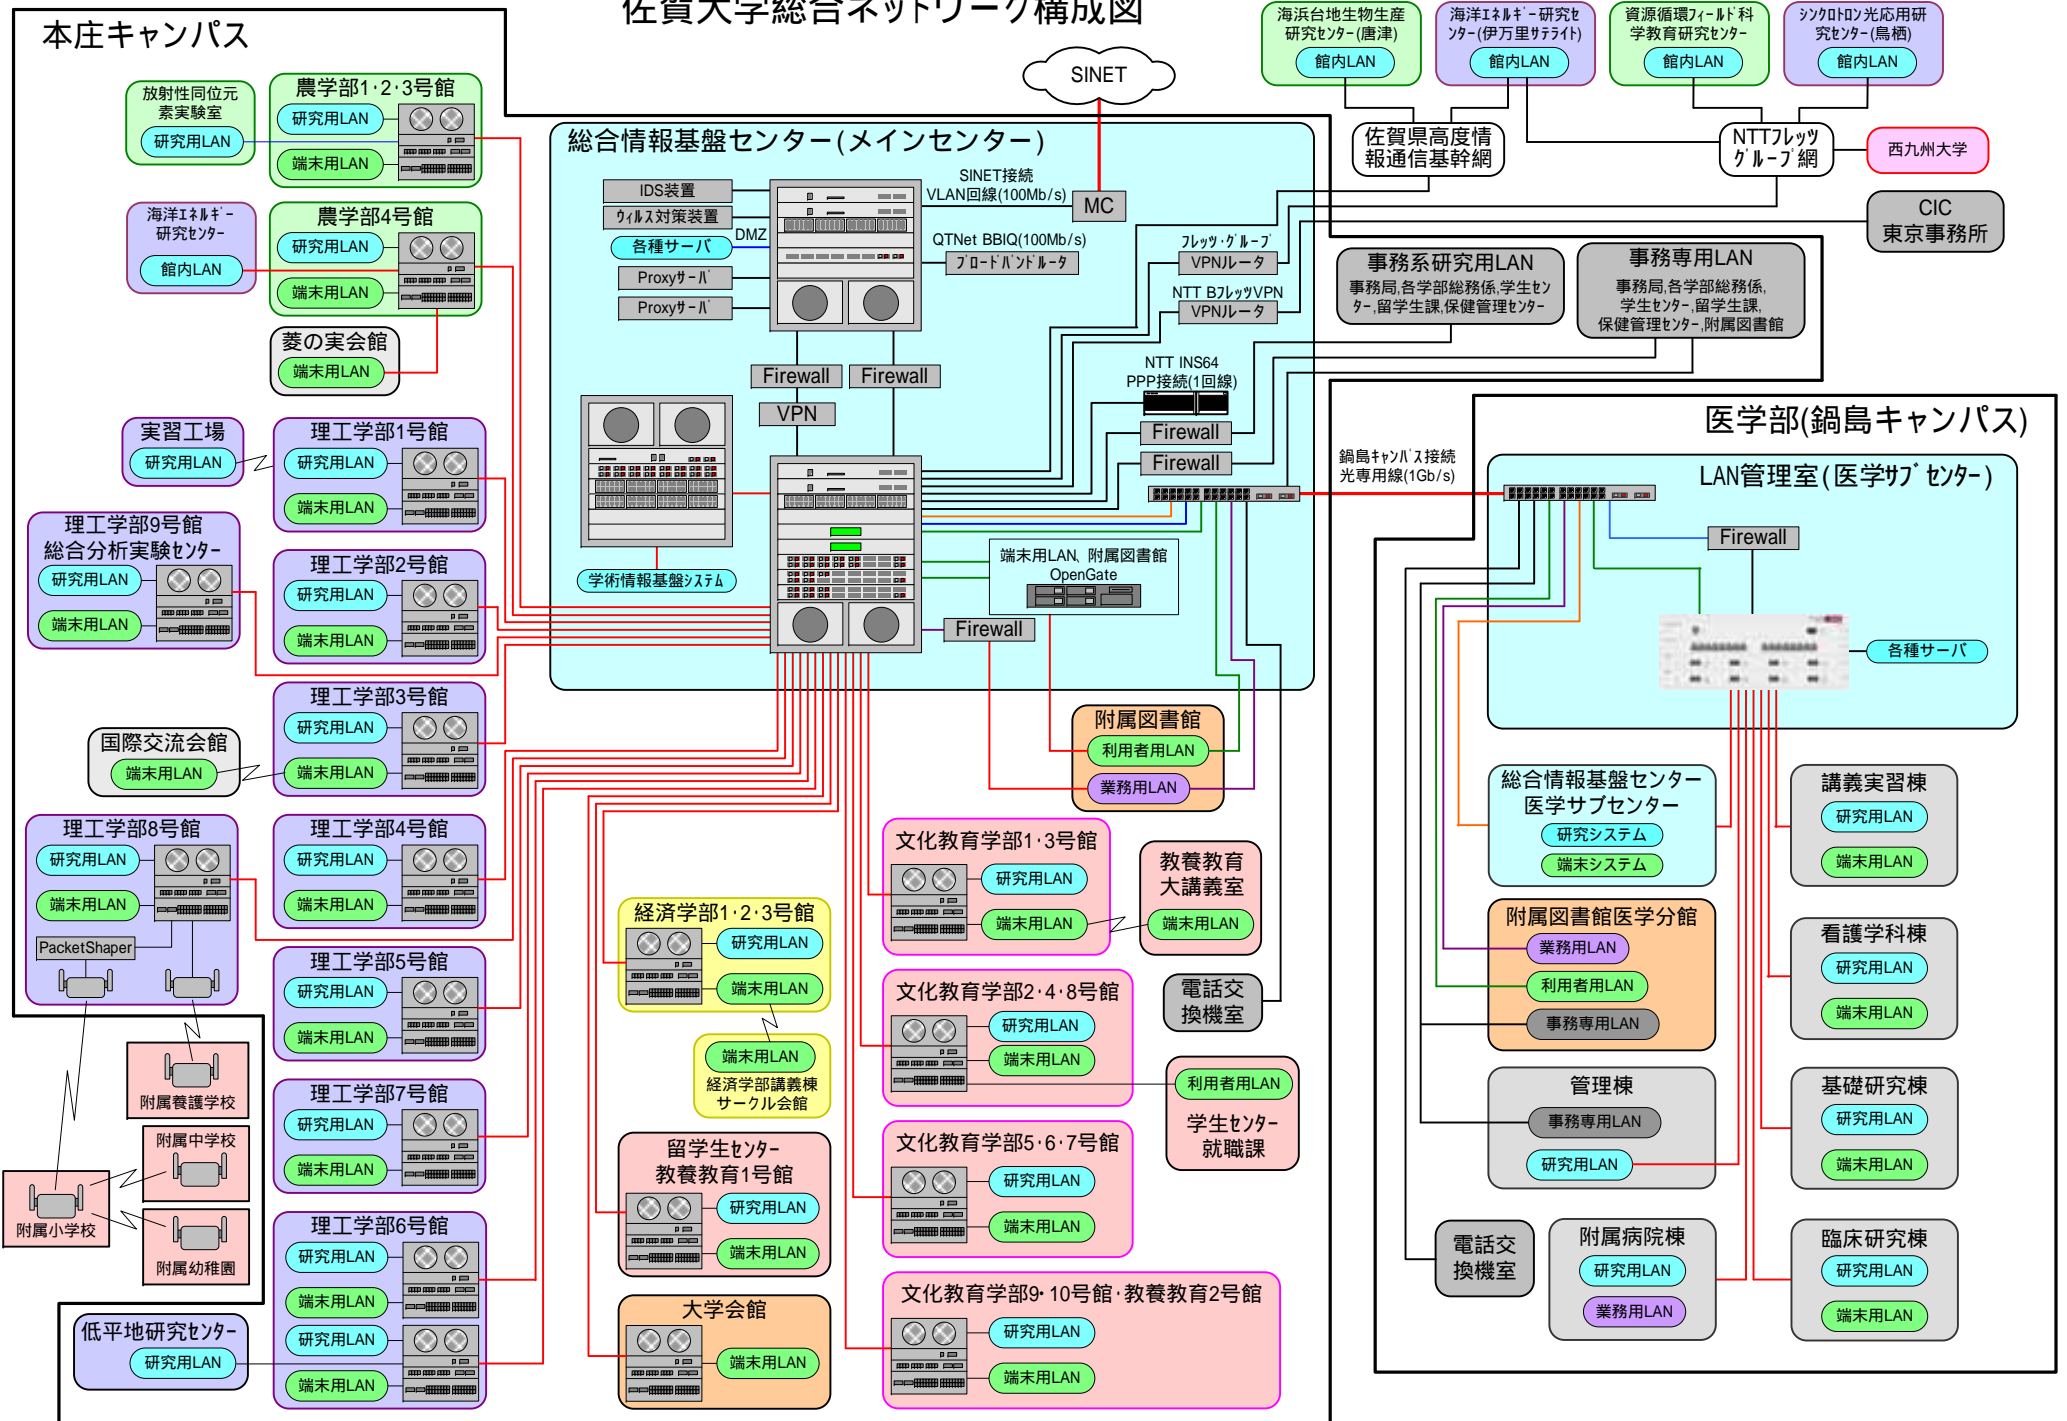 佐賀大学総合ネットワーク構成図
本庄キャンパス
放射性同位元
素実験室
研究用LAN
農学部1·2·3号館
研究用LAN
端末用LAN
海洋エネルギー
研究センター
館内LAN
農学部4号館
研究用LAN
端末用LAN
菱の実会館
端末用LAN
実習工場
研究用LAN
理工学部1号館
研究用LAN
端末用LAN
理工学部9号館
総合分析実験センター
研究用LAN
端末用LAN
理工学部2号館
研究用LAN
端末用LAN
理工学部3号館
研究用LAN
端末用LAN
国際交流会館
端末用LAN
理工学部8号館
研究用LAN
端末用LAN
PacketShaper
理工学部4号館
研究用LAN
端末用LAN
理工学部5号館
研究用LAN
端末用LAN
附属養護学校
附属中学校
附属小学校
附属幼稚園
理工学部7号館
研究用LAN
端末用LAN
理工学部6号館
研究用LAN
端末用LAN
研究用LAN
端末用LAN
低平地研究センター
研究用LAN
SINET
総合情報基盤センター(メインセンター)
IDS装置
ウィルス対策装置
各種サーバ
DMZ
Proxyサーバ
Proxyサーバ
SINET接続
VLAN回線(100Mb/s)
MC
QTNet BBIQ(100Mb/s)
ブロードバンドルータ
フレッツ·グループ
VPNルータ
NTT BフレッツVPN
VPNルータ
Firewall
Firewall
VPN
NTT INS64
PPP接続(1回線)
Firewall
Firewall
学術情報基盤システム
端末用LAN、附属図書館
OpenGate
Firewall
附属図書館
利用者用LAN
業務用LAN
文化教育学部1·3号館
研究用LAN
端末用LAN
教養教育
大講義室
端末用LAN
経済学部1·2·3号館
研究用LAN
端末用LAN
端末用LAN
経済学部講義棟
サークル会館
文化教育学部2·4·8号館
研究用LAN
端末用LAN
電話交
換機室
利用者用LAN
学生センター
就職課
留学生センター
教養教育1号館
研究用LAN
端末用LAN
文化教育学部5·6·7号館
研究用LAN
端末用LAN
大学会館
端末用LAN
文化教育学部9·10号館·教養教育2号館
研究用LAN
端末用LAN
海浜台地生物生産
研究センター(唐津)
館内LAN
海洋エネルギー研究セ
ンター(伊万里サテライト)
館内LAN
資源循環フィールド科
学教育研究センター
館内LAN
シンクロトロン光応用研
究センター(鳥栖)
館内LAN
佐賀県高度情
報通信基幹網
NTTフレッツ
グループ網
西九州大学
CIC
東京事務所
事務系研究用LAN
事務局,各学部総務係,学生セン
ター,留学生課,保健管理センター
事務専用LAN
事務局,各学部総務係,
学生センター,留学生課,
保健管理センター,附属図書館
医学部(鍋島キャンパス)
鍋島キャンパス接続
光専用線(1Gb/s)
LAN管理室(医学サブセンター)
Firewall
各種サーバ
総合情報基盤センター
医学サブセンター
研究システム
端末システム
講義実習棟
研究用LAN
端末用LAN
附属図書館医学分館
業務用LAN
利用者用LAN
事務専用LAN
看護学科棟
研究用LAN
端末用LAN
管理棟
事務専用LAN
研究用LAN
基礎研究棟
研究用LAN
端末用LAN
電話交
換機室
附属病院棟
研究用LAN
業務用LAN
臨床研究棟
研究用LAN
端末用LAN